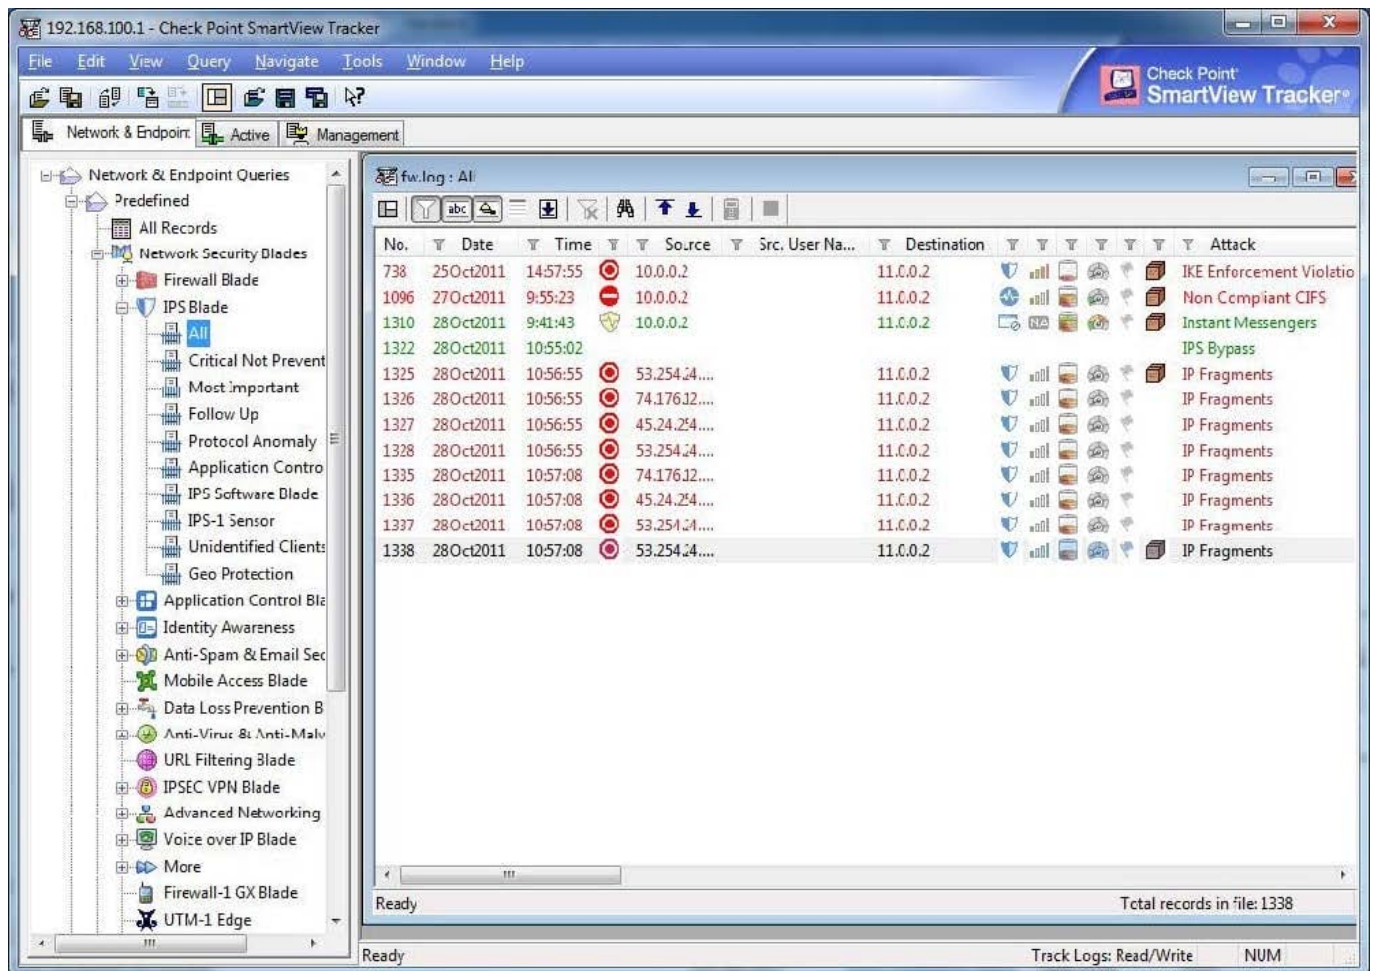 192.168.100.1 - Check Point SmartView Tracker
File Edit View Query Navigate Tools Window Help
Check Point
SmartView Tracker
Network & Endpoint Active Management
Network & Endpoint Queries
Predefined
All Records
Network Security Blades
Firewall Blade
IPS Blade
All
Critical Not Prevent
Most Important
Follow Up
Protocol Anomaly
Application Contro
IPS Software Blade
IPS-1 Sensor
Unidentified Clients
Geo Protection
Application Control Bla
Identity Awareness
Anti-Spam & Email Sec
Mobile Access Blade
Data Loss Prevention B
Anti-Virus & Anti-Malw
URL Filtering Blade
IPSEC VPN Blade
Advanced Networking
Voice over IP Blade
More
Firewall-1 GX Blade
UTM-1 Edge
fw.log : All
abc
No. Date Time Source Src. User Na... Destination Attack
738 25Oct2011 14:57:55 10.0.0.2 11.0.0.2 IKE Enforcement Violatio
1096 27Oct2011 9:55:23 10.0.0.2 11.0.0.2 Non Compliant CIFS
1310 28Oct2011 9:41:43 10.0.0.2 11.0.0.2 N/A Instant Messengers
1322 28Oct2011 10:55:02 IPS Bypass
1325 28Oct2011 10:56:55 53.254.24.... 11.0.0.2 IP Fragments
1326 28Oct2011 10:56:55 74.176.12.... 11.0.0.2 IP Fragments
1327 28Oct2011 10:56:55 45.24.254.... 11.0.0.2 IP Fragments
1328 28Oct2011 10:56:55 53.254.24.... 11.0.0.2 IP Fragments
1335 28Oct2011 10:57:08 74.176.12.... 11.0.0.2 IP Fragments
1336 28Oct2011 10:57:08 45.24.254.... 11.0.0.2 IP Fragments
1337 28Oct2011 10:57:08 53.254.24.... 11.0.0.2 IP Fragments
1338 28Oct2011 10:57:08 53.254.24.... 11.0.0.2 IP Fragments
Ready Total records in file: 1338
Ready Track Logs: Read/Write NUM